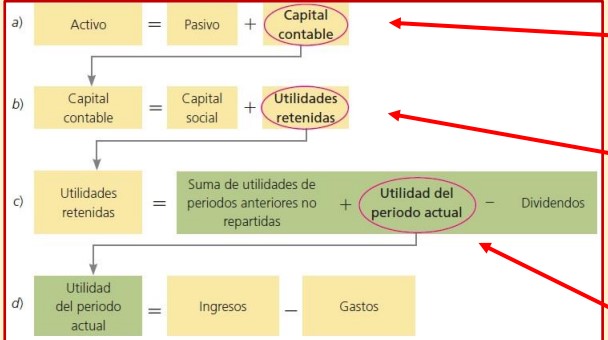 a) Activo = Pasivo + Capital contable
b) Capital contable = Capital social + Utilidades retenidas
c) Utilidades retenidas = Suma de utilidades de periodos anteriores no repartidas + Utilidad del periodo actual − Dividendos
d) Utilidad del periodo actual = Ingresos − Gastos